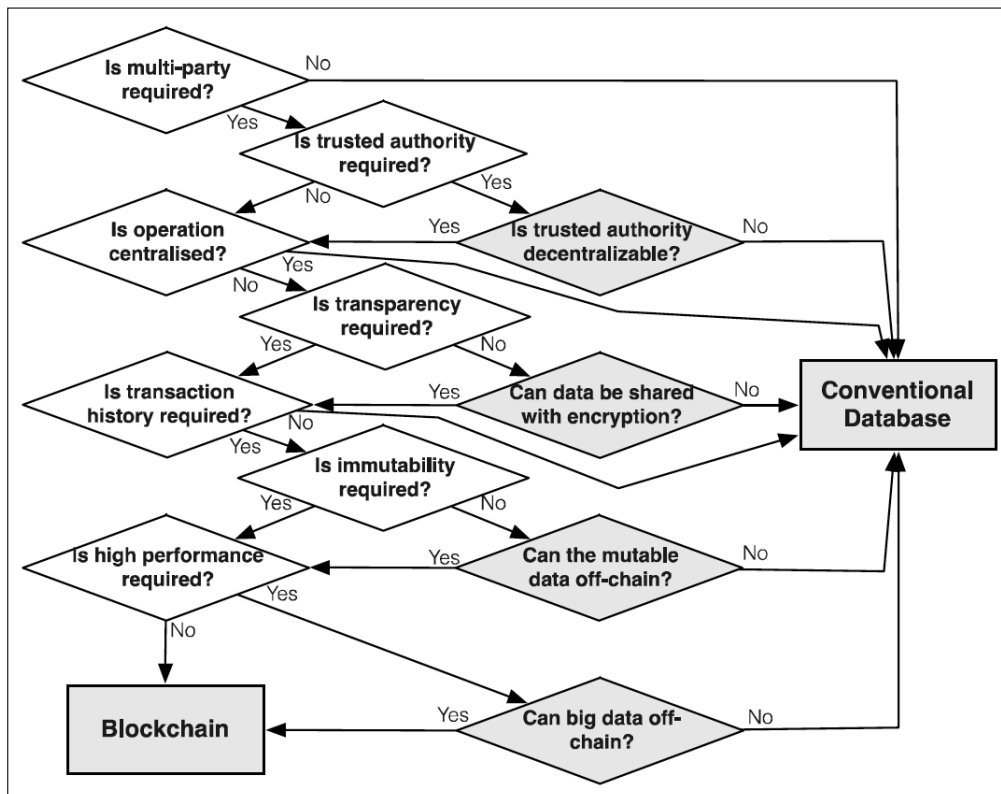 Is multi-party
required?
No
Yes
Is trusted authority
required?
No
Yes
Is operation
centralised?
Yes
Is trusted authority
decentralizable?
No
No
Yes
Is transparency
required?
Yes
No
Is transaction
history required?
Yes
Can data be shared
with encryption?
No
Conventional
Database
Yes
No
Is immutability
required?
Yes
No
Is high performance
required?
Yes
Can the mutable
data off-chain?
No
Yes
No
Blockchain
Yes
Can big data off-
chain?
No